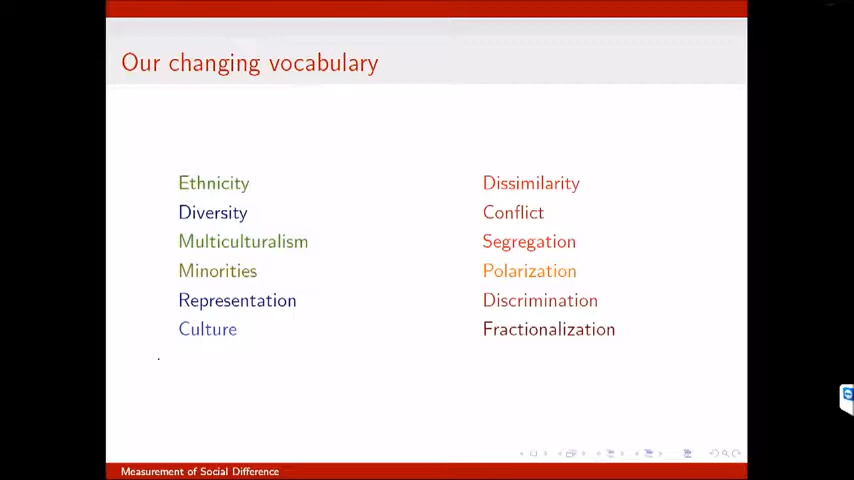 Our changing vocabulary
Ethnicity
Diversity
Multiculturalism
Minorities
Representation
Culture
Dissimilarity
Conflict
Segregation
Polarization
Discrimination
Fractionalization
Measurement of Social Difference